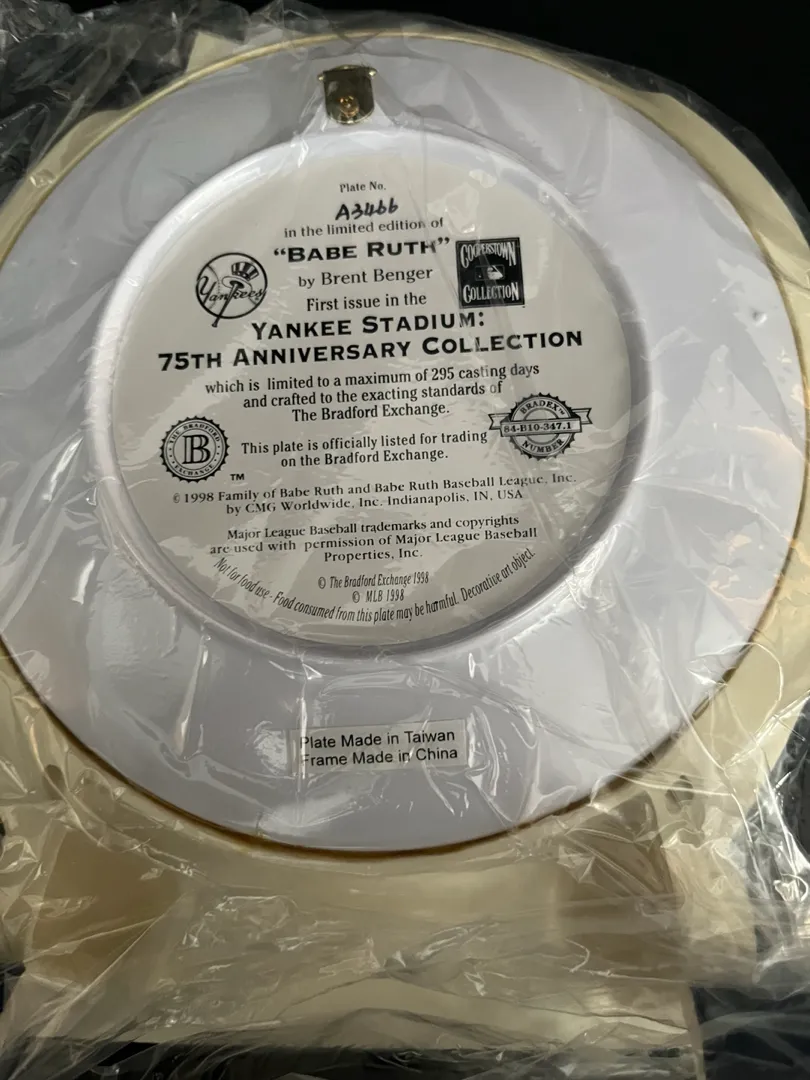 Plate No.
A3466
in the limited edition of
“BABE RUTH”
by Brent Benger
Yankees
COOPERSTOWN
COLLECTION
First issue in the
YANKEE STADIUM:
75TH ANNIVERSARY COLLECTION
which is limited to a maximum of 295 casting days
and crafted to the exacting standards of
The Bradford Exchange.
THE BRADFORD
B
EXCHANGE
TM
This plate is officially listed for trading
on the Bradford Exchange.
BRADEX™
84-B10-347.1
NUMBER
© 1998 Family of Babe Ruth and Babe Ruth Baseball League, Inc.
by CMG Worldwide, Inc. Indianapolis, IN, USA
Major League Baseball trademarks and copyrights
are used with permission of Major League Baseball
Properties, Inc.
© The Bradford Exchange 1998
© MLB 1998
Not for food use - Food consumed from this plate may be harmful. Decorative art object.
Plate Made in Taiwan
Frame Made in China